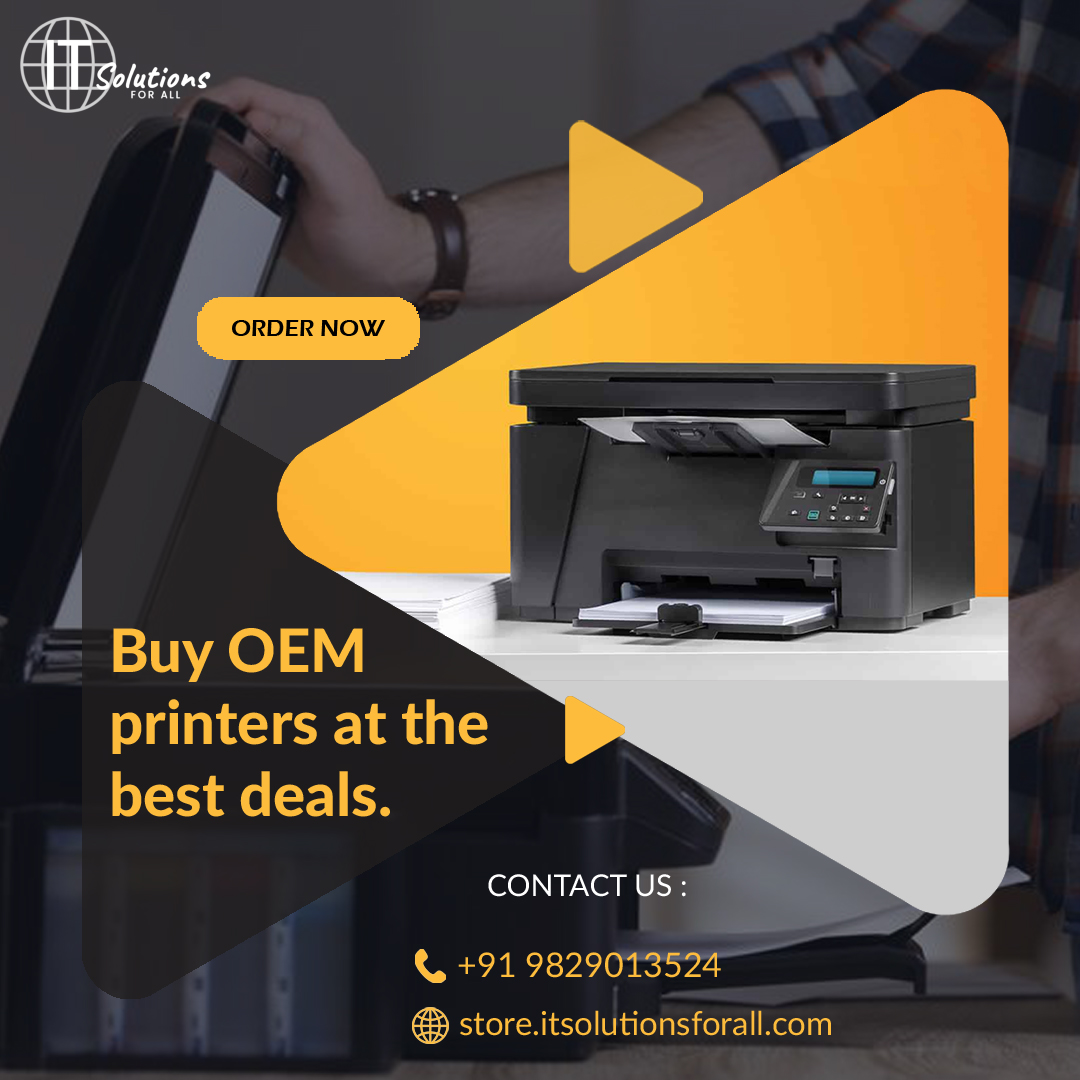 IT Solutions
FOR ALL
ORDER NOW
Buy OEM
printers at the
best deals.
CONTACT US :
+91 9829013524
store.itsolutionsforall.com